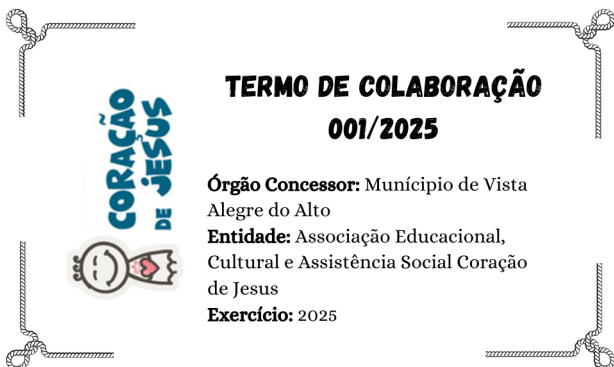 CORAÇÃO
DE JESUS
TERMO DE COLABORAÇÃO
001/2025
Órgão Concessor: Munícipio de Vista
Alegre do Alto
Entidade: Associação Educacional,
Cultural e Assistência Social Coração
de Jesus
Exercício: 2025